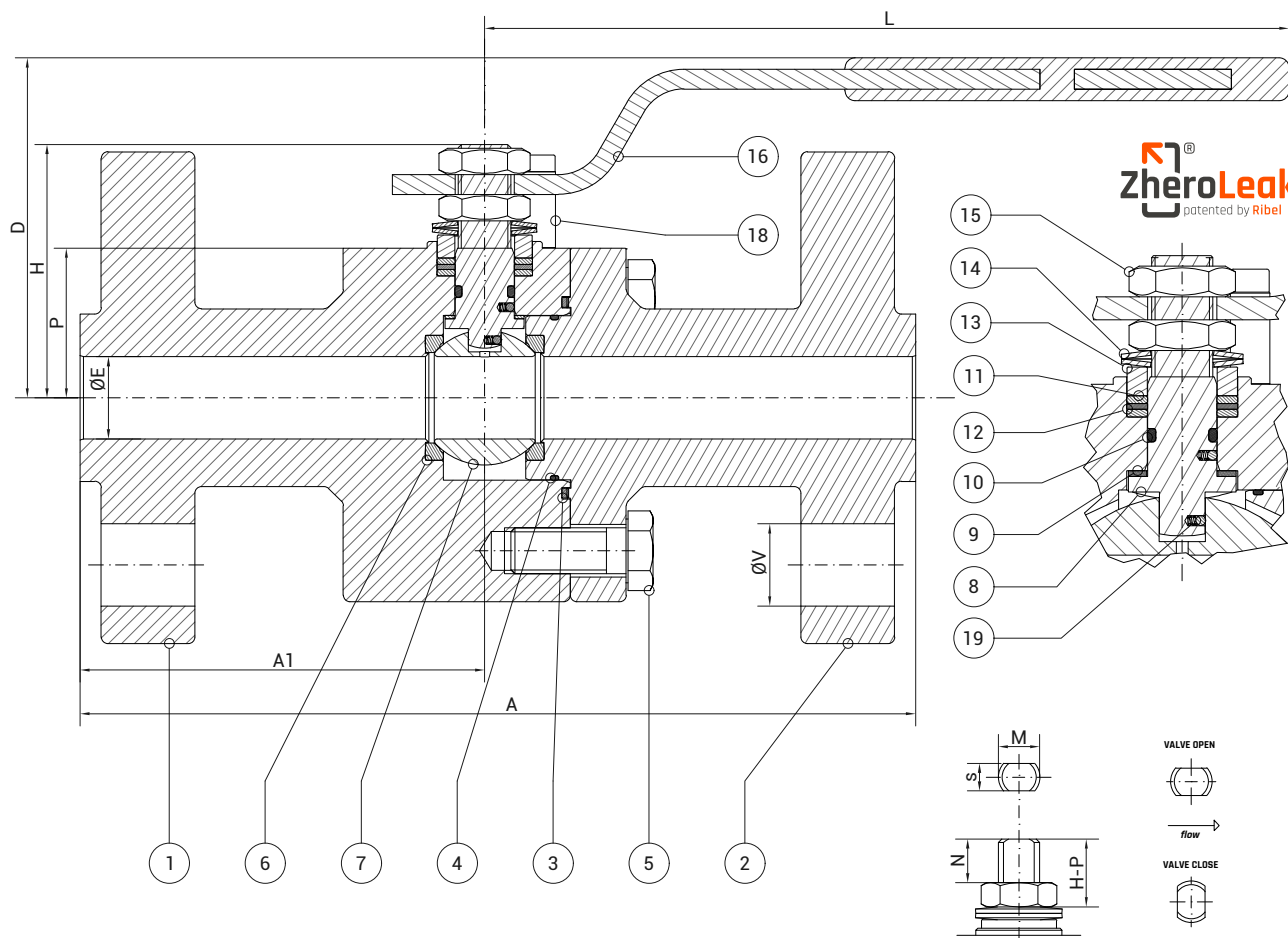 L
D
H
P
ØE
16
18
ZheroLeak
®
patented by Ribel
15
14
13
11
12
10
9
8
19
ØV
A1
A
1
6
7
4
3
5
2
M
s
N
H-P
VALVE OPEN
flow
VALVE CLOSE